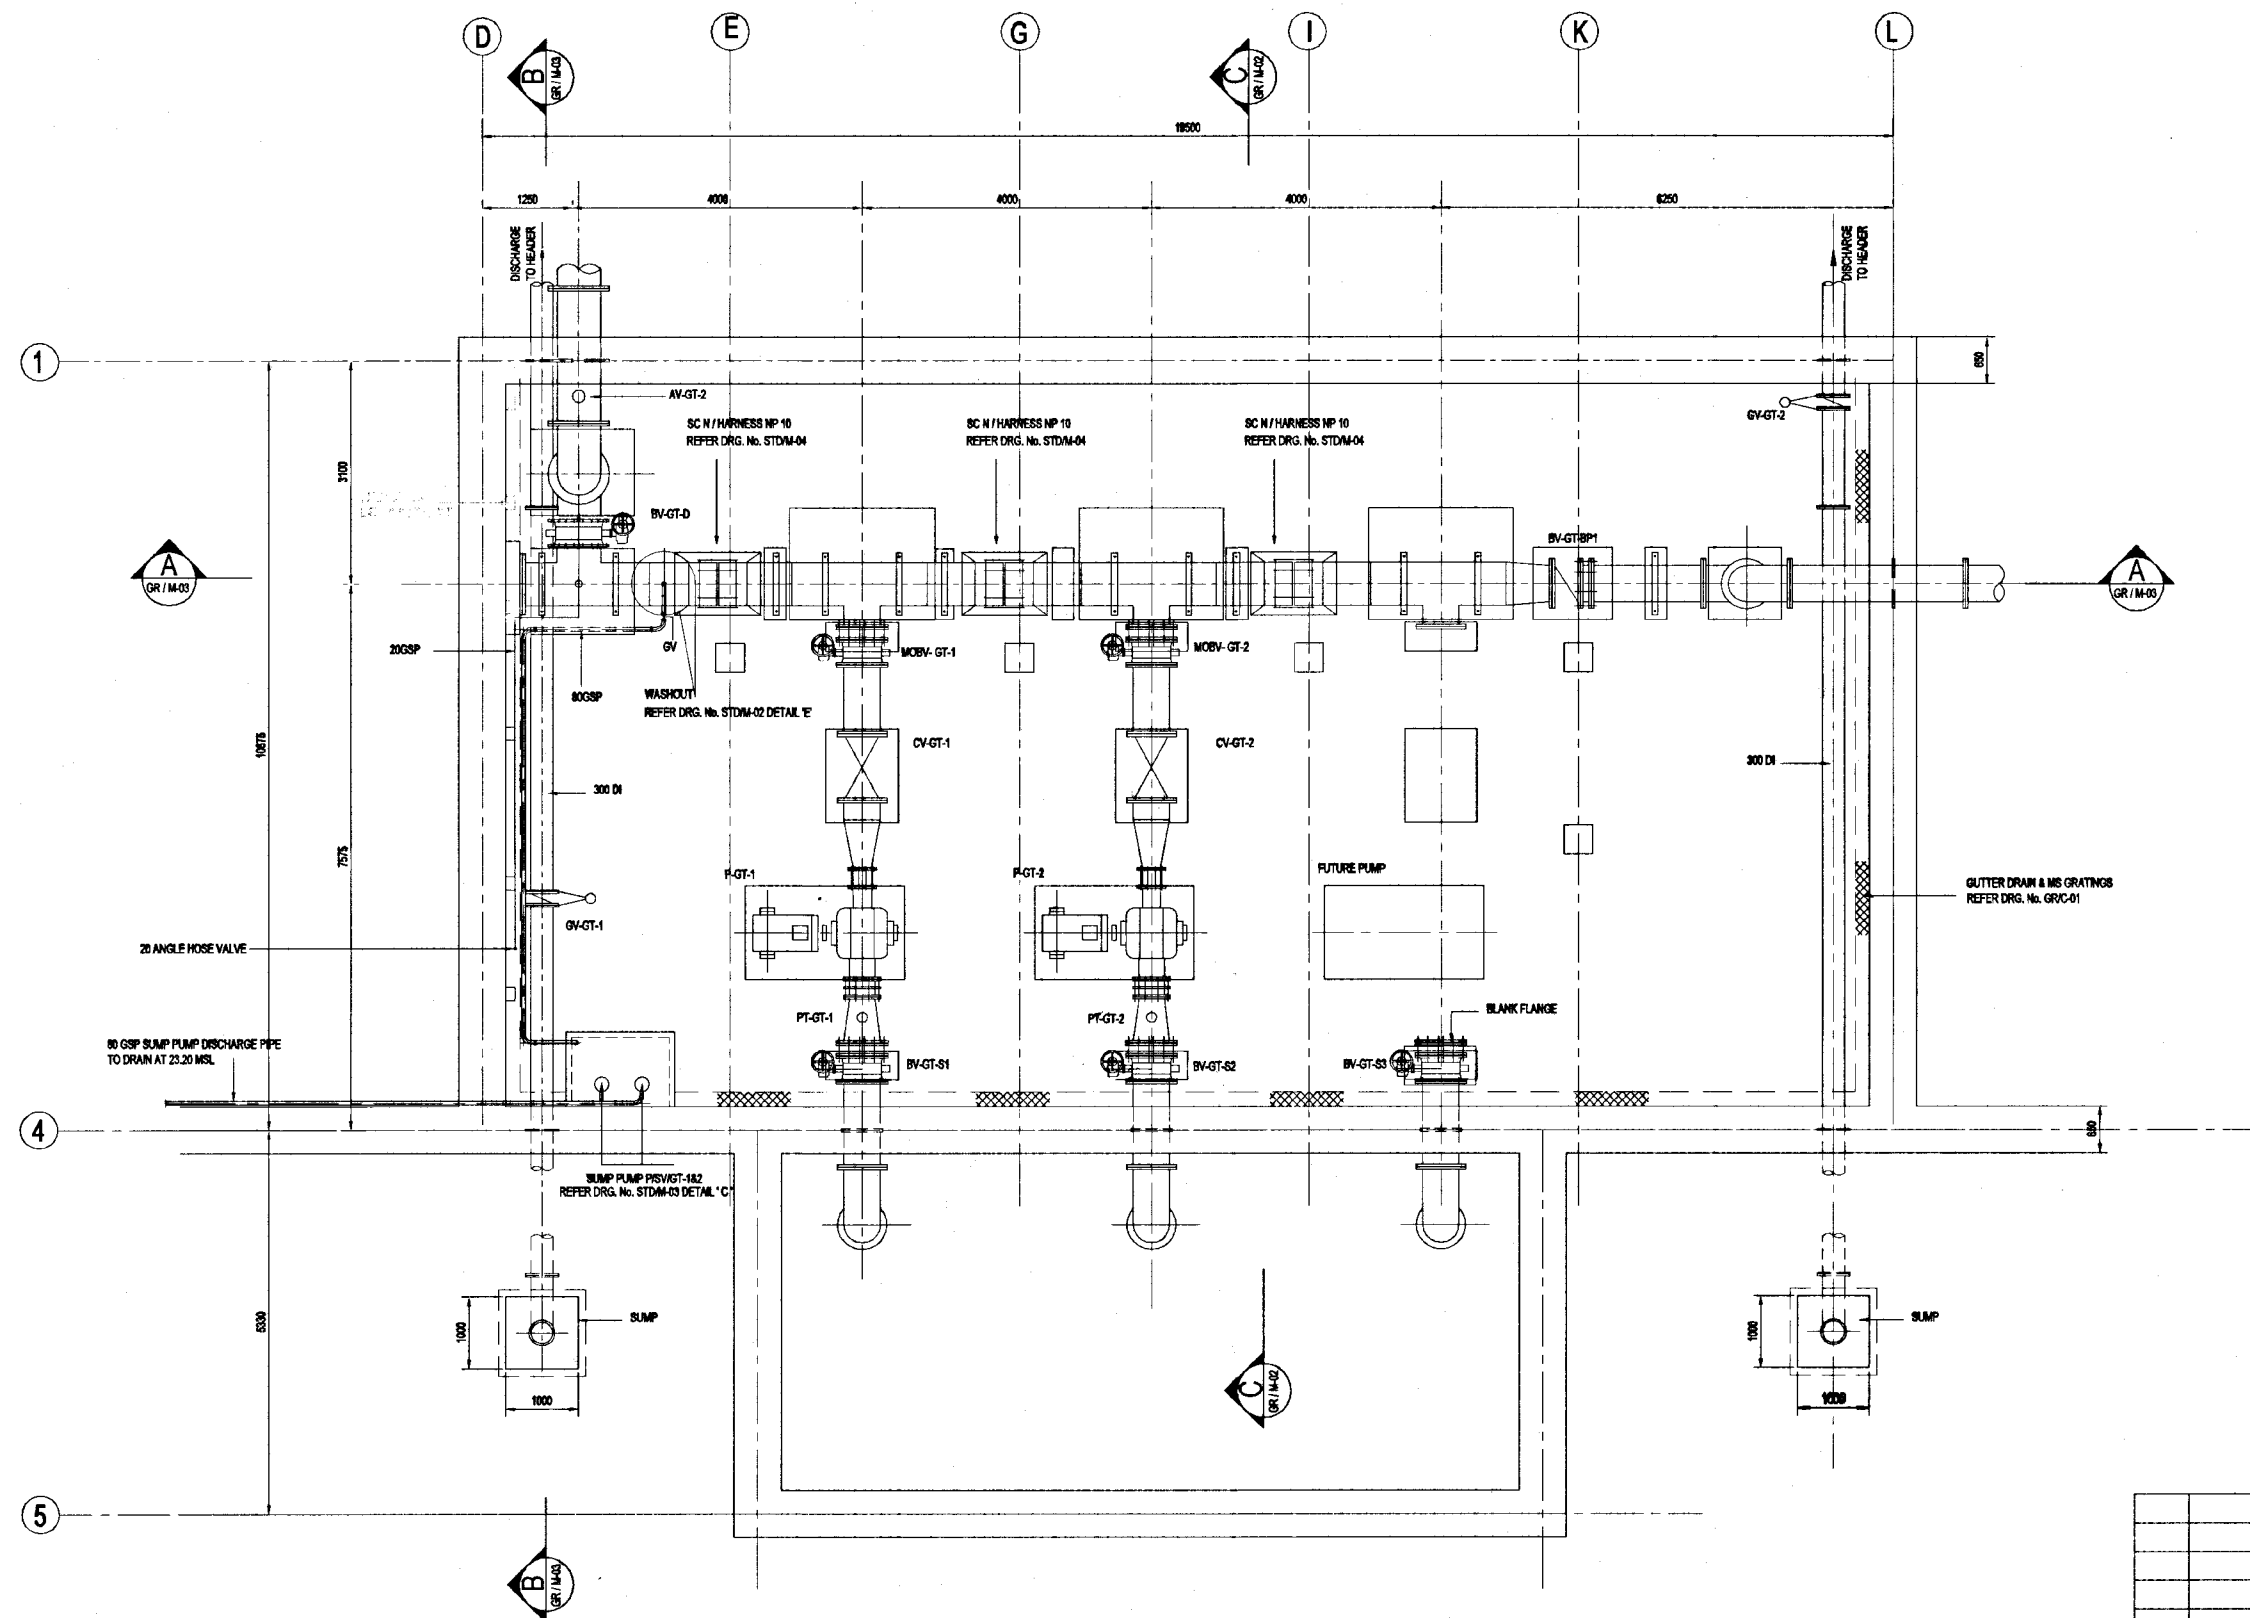 D
E
G
I
K
L
B
GR / M-03
C
GR / M-02
19500
1250
4000
4000
4000
6250
DISCHARGE
TO HEADER
DISCHARGE
TO HEADER
1
650
AV-GT-2
SC N / HARNESS NP 10
REFER DRG. No. STD/M-04
SC N / HARNESS NP 10
REFER DRG. No. STD/M-04
SC N / HARNESS NP 10
REFER DRG. No. STD/M-04
GV-GT-2
3100
BV-GT-D
BV-GT-BP1
A
GR / M-03
A
GR / M-03
20GSP
GV
MOBV- GT-1
MOBV- GT-2
80GSP
WASHOUT
REFER DRG. No. STD/M-02 DETAIL 'E'
10675
CV-GT-1
CV-GT-2
300 DI
300 DI
7575
P-GT-1
P-GT-2
FUTURE PUMP
GUTTER DRAIN & MS GRATINGS
REFER DRG. No. GR/C-01
GV-GT-1
20 ANGLE HOSE VALVE
PT-GT-1
PT-GT-2
BLANK FLANGE
80 GSP SUMP PUMP DISCHARGE PIPE
TO DRAIN AT 23.20 MSL
BV-GT-S1
BV-GT-S2
BV-GT-S3
4
650
SUMP PUMP P/SV/GT-1&2
REFER DRG. No. STD/M-03 DETAIL ' C '
5330
1000
SUMP
1000
SUMP
1000
1000
C
GR / M-02
5
B
GR / M-03